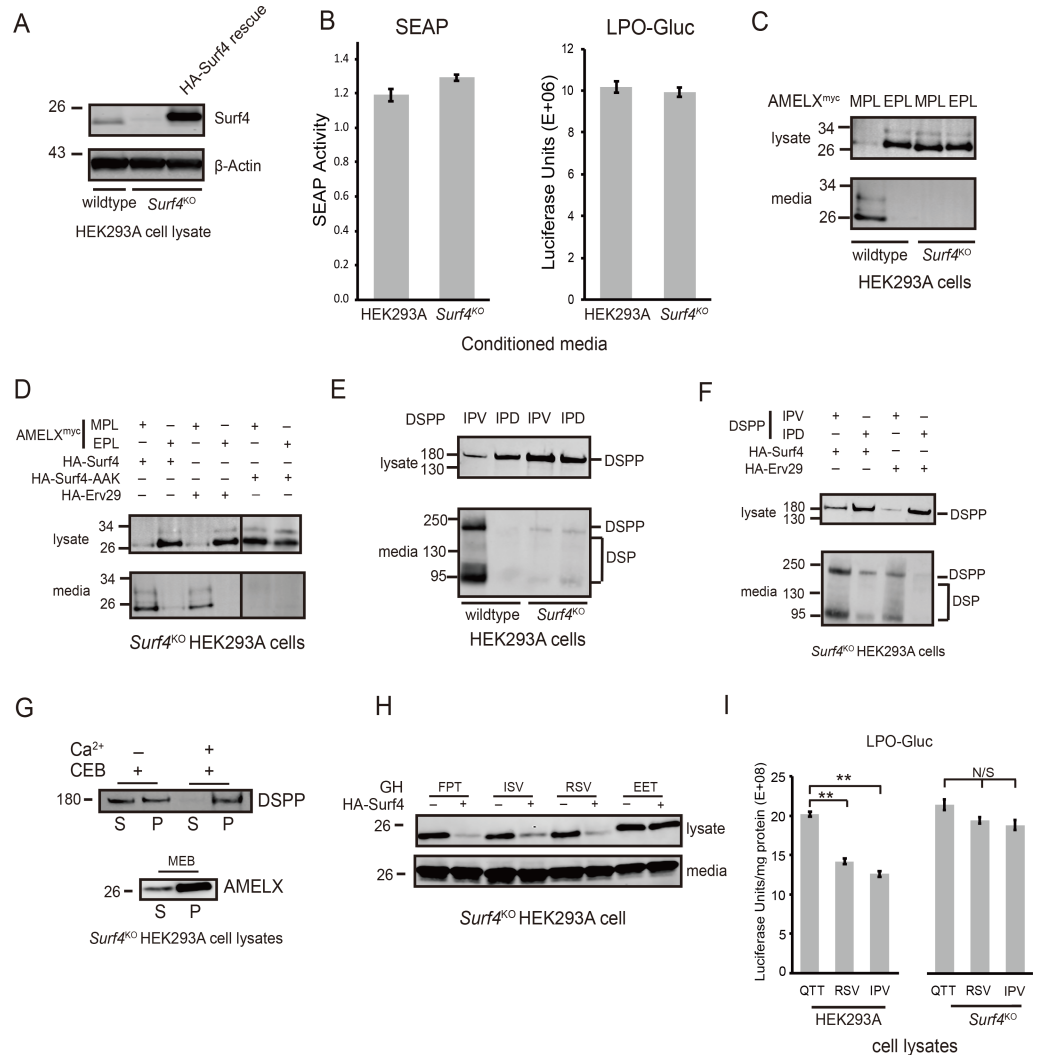 A
HA-Surf4 rescue
26
Surf4
43
β-Actin
wildtype Surf4KO
HEK293A cell lysate
B
SEAP
SEAP Activity
1.4
1.2
1.0
0.8
0.6
0.4
0.2
0.0
HEK293A Surf4KO
LPO-Gluc
Luciferase Units (E+06)
12
10
8
6
4
2
0
HEK293A Surf4KO
Conditioned media
C
AMELXmyc MPL EPL MPL EPL
lysate
34
26
media
34
26
wildtype Surf4KO
HEK293A cells
D
AMELXmyc
MPL + – + – + –
EPL – + – + – +
HA-Surf4 + + – – – –
HA-Surf4-AAK – – – – + +
HA-Erv29 – – + + – –
lysate
34
26
media
34
26
Surf4KO HEK293A cells
E
DSPP IPV IPD IPV IPD
lysate
180
130
DSPP
media
250
130
95
DSPP
DSP
wildtype Surf4KO
HEK293A cells
F
DSPP
IPV + – + –
IPD – + – +
HA-Surf4 + + – –
HA-Erv29 – – + +
lysate
180
130
DSPP
media
250
130
95
DSPP
DSP
Surf4KO HEK293A cells
G
Ca2+ – +
CEB + +
180
DSPP
S P S P
MEB
26
AMELX
S P
Surf4KO HEK293A cell lysates
H
GH FPT ISV RSV EET
HA-Surf4 – + – + – + – +
26
lysate
26
media
Surf4KO HEK293A cell
I
LPO-Gluc
Luciferase Units/mg protein (E+08)
25
20
15
10
5
0
**
**
N/S
QTT RSV IPV QTT RSV IPV
HEK293A Surf4KO
cell lysates